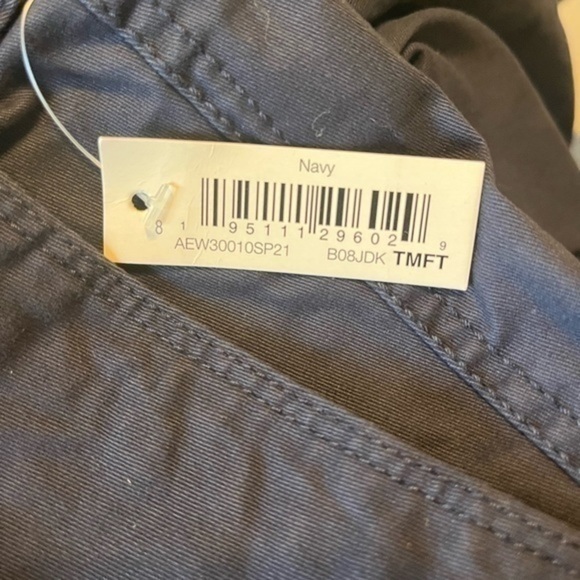 Navy
8 1 95111 29602 9
AEW30010SP21 B08JDK TMFT